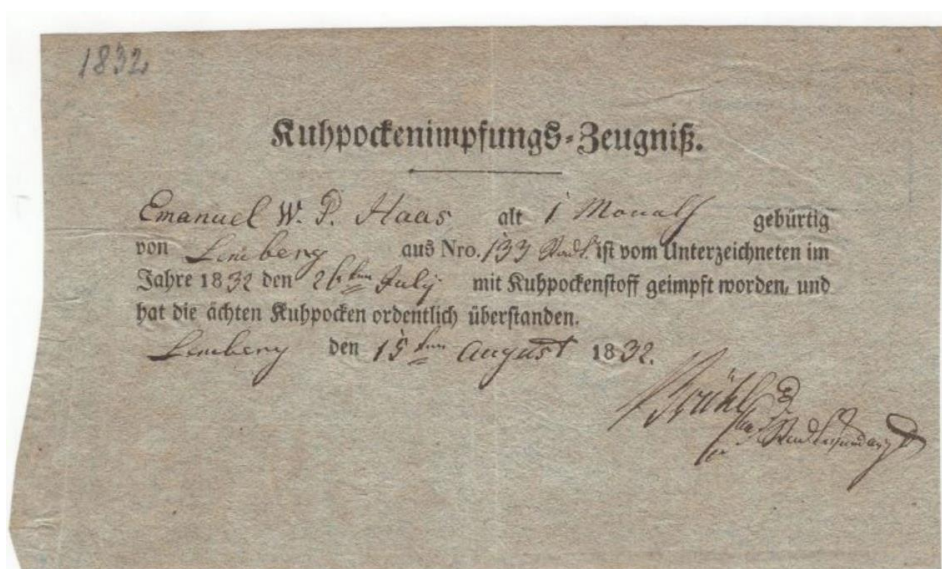 1832
Kuhpockenimpfungs-Zeugniß.
Emanuel W. P. Haas alt 1 Monath gebürtig
von Lemberg aus Nro. 133 Stadt ist vom Unterzeichneten im
Jahre 1832 den 26ten July mit Kuhpockenstoff geimpft worden, und
hat die ächten Kuhpocken ordentlich überstanden.
Lemberg den 15ten August 1832.